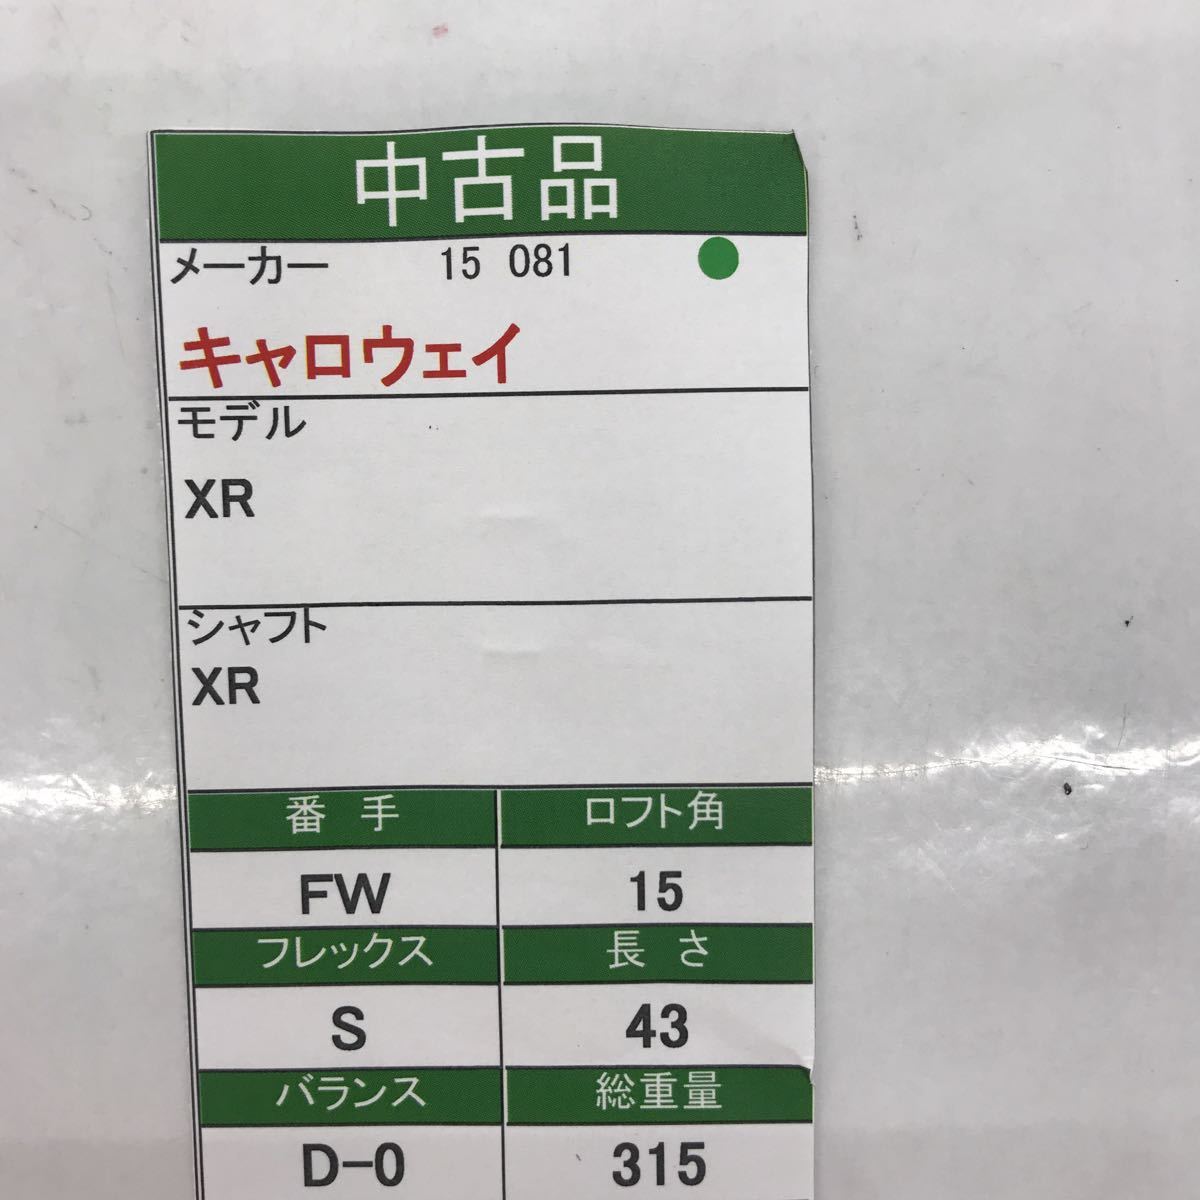 中古品
メーカー 15 081
キャロウェイ
モデル
XR
シャフト
XR
番手 ロフト角
FW 15
フレックス 長さ
S 43
バランス 総重量
D-0 315